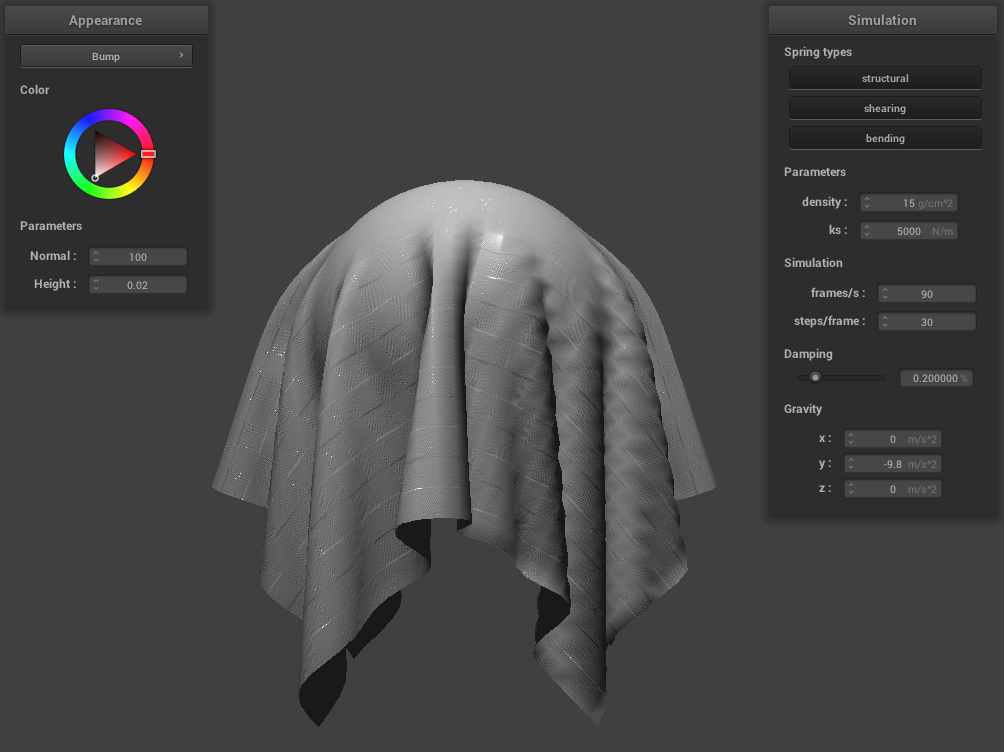 Appearance
Bump
Color
Parameters
Normal : 100
Height : 0.02
Simulation
Spring types
structural
shearing
bending
Parameters
density : 15 g/cm^2
ks : 5000 N/m
Simulation
frames/s : 90
steps/frame : 30
Damping
0.200000 %
Gravity
x : 0 m/s^2
y : -9.8 m/s^2
z : 0 m/s^2